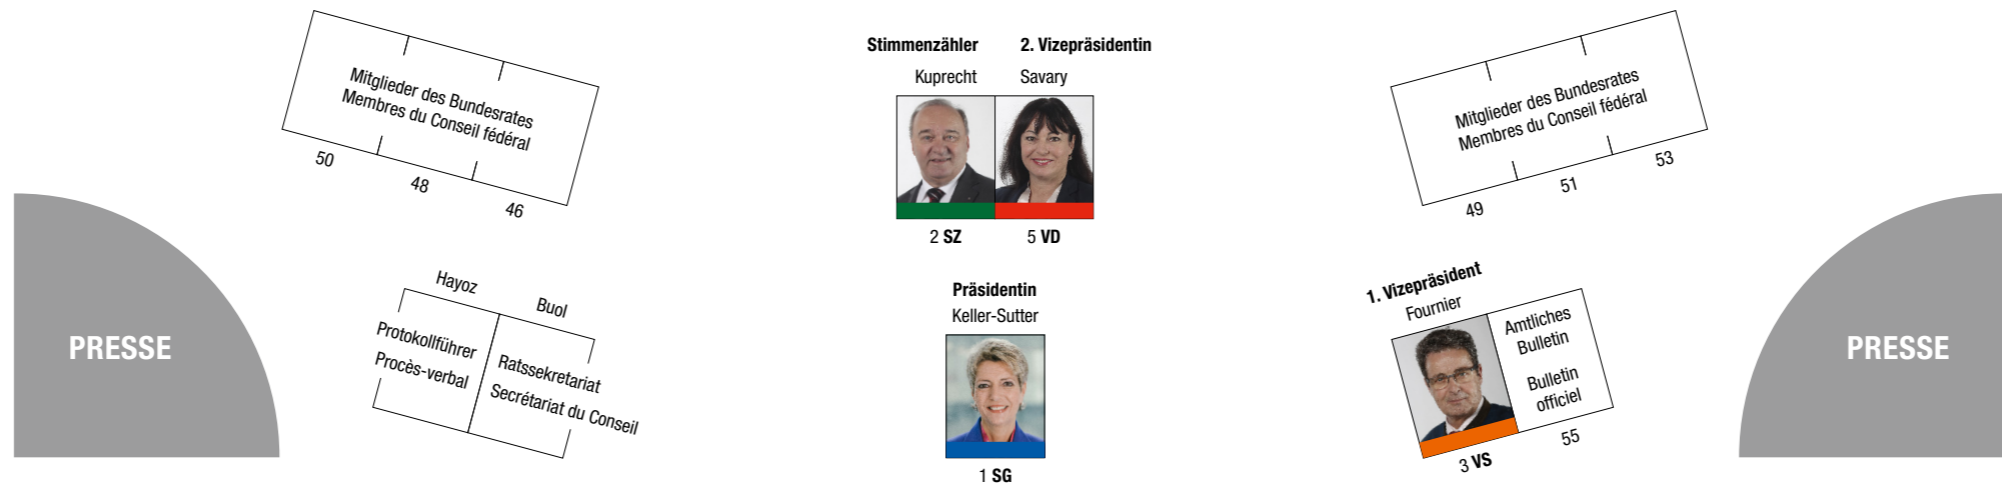 Mitglieder des Bundesrates
Membres du Conseil fédéral
50
48
46
Stimmenzähler
Kuprecht
2 SZ
2. Vizepräsidentin
Savary
5 VD
Mitglieder des Bundesrates
Membres du Conseil fédéral
49
51
53
PRESSE
Hayoz
Protokollführer
Procès-verbal
Buol
Ratssekretariat
Secrétariat du Conseil
Präsidentin
Keller-Sutter
1 SG
1. Vizepräsident
Fournier
3 VS
Amtliches
Bulletin
Bulletin
officiel
55
PRESSE